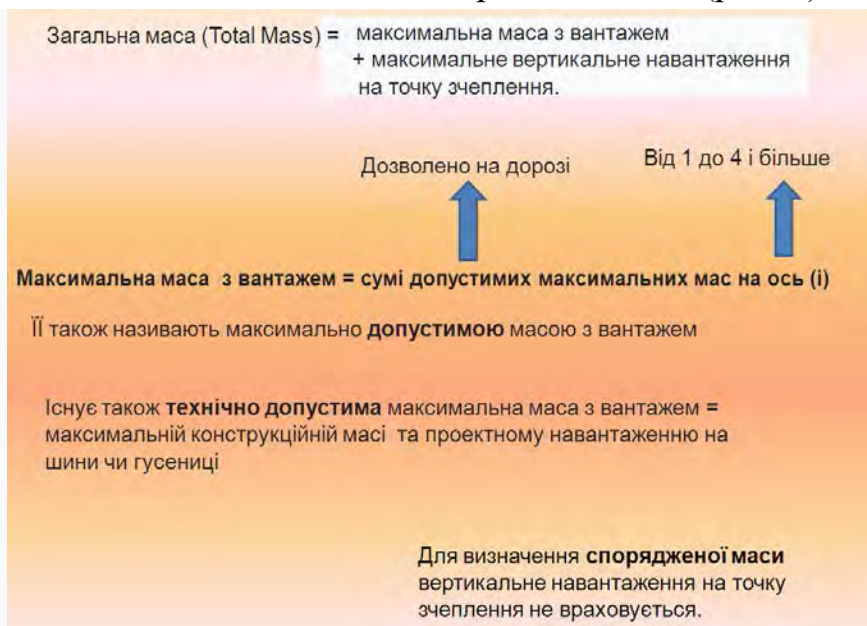 Загальна маса (Total Mass) = максимальна маса з вантажем
+ максимальне вертикальне навантаження
на точку зчеплення.
Дозволено на дорозі
Від 1 до 4 і більше
Максимальна маса з вантажем = сумі допустимих максимальних мас на ось (і)
Її також називають максимально допустимою масою з вантажем
Існує також технічно допустима максимальна маса з вантажем =
максимальній конструкційній масі та проектному навантаженню на
шини чи гусениці
Для визначення спорядженої маси
вертикальне навантаження на точку
зчеплення не враховується.